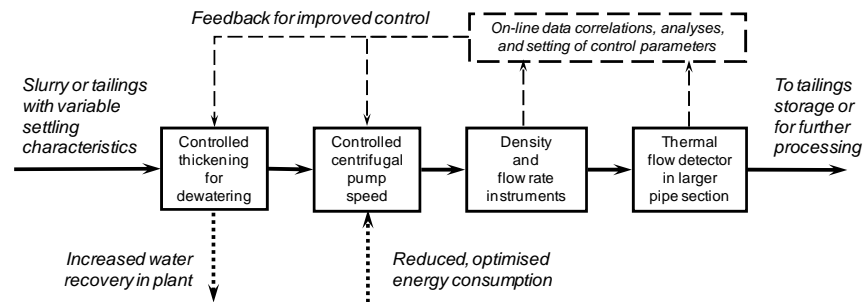 Feedback for improved control
On-line data correlations, analyses,
and setting of control parameters
Slurry or tailings
with variable
settling
characteristics
To tailings
storage or
for further
processing
Controlled
thickening
for
dewatering
Controlled
centrifugal
pump
speed
Density
and
flow rate
instruments
Thermal
flow detector
in larger
pipe section
Increased water
recovery in plant
Reduced, optimised
energy consumption